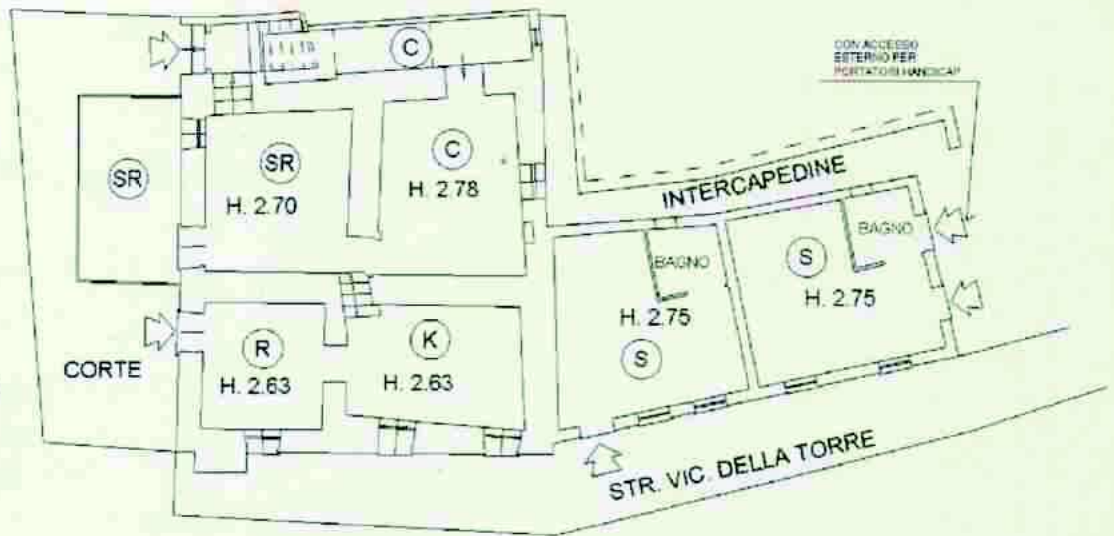 C
CON ACCESSO
ESTERNO PER
PORTATORI HANDICAP
SR
SR
H. 2.70
C
H. 2.78
INTERCAPEDINE
BAGNO
S
H. 2.75
BAGNO
H. 2.75
S
R
H. 2.63
K
H. 2.63
CORTE
STR. VIC. DELLA TORRE